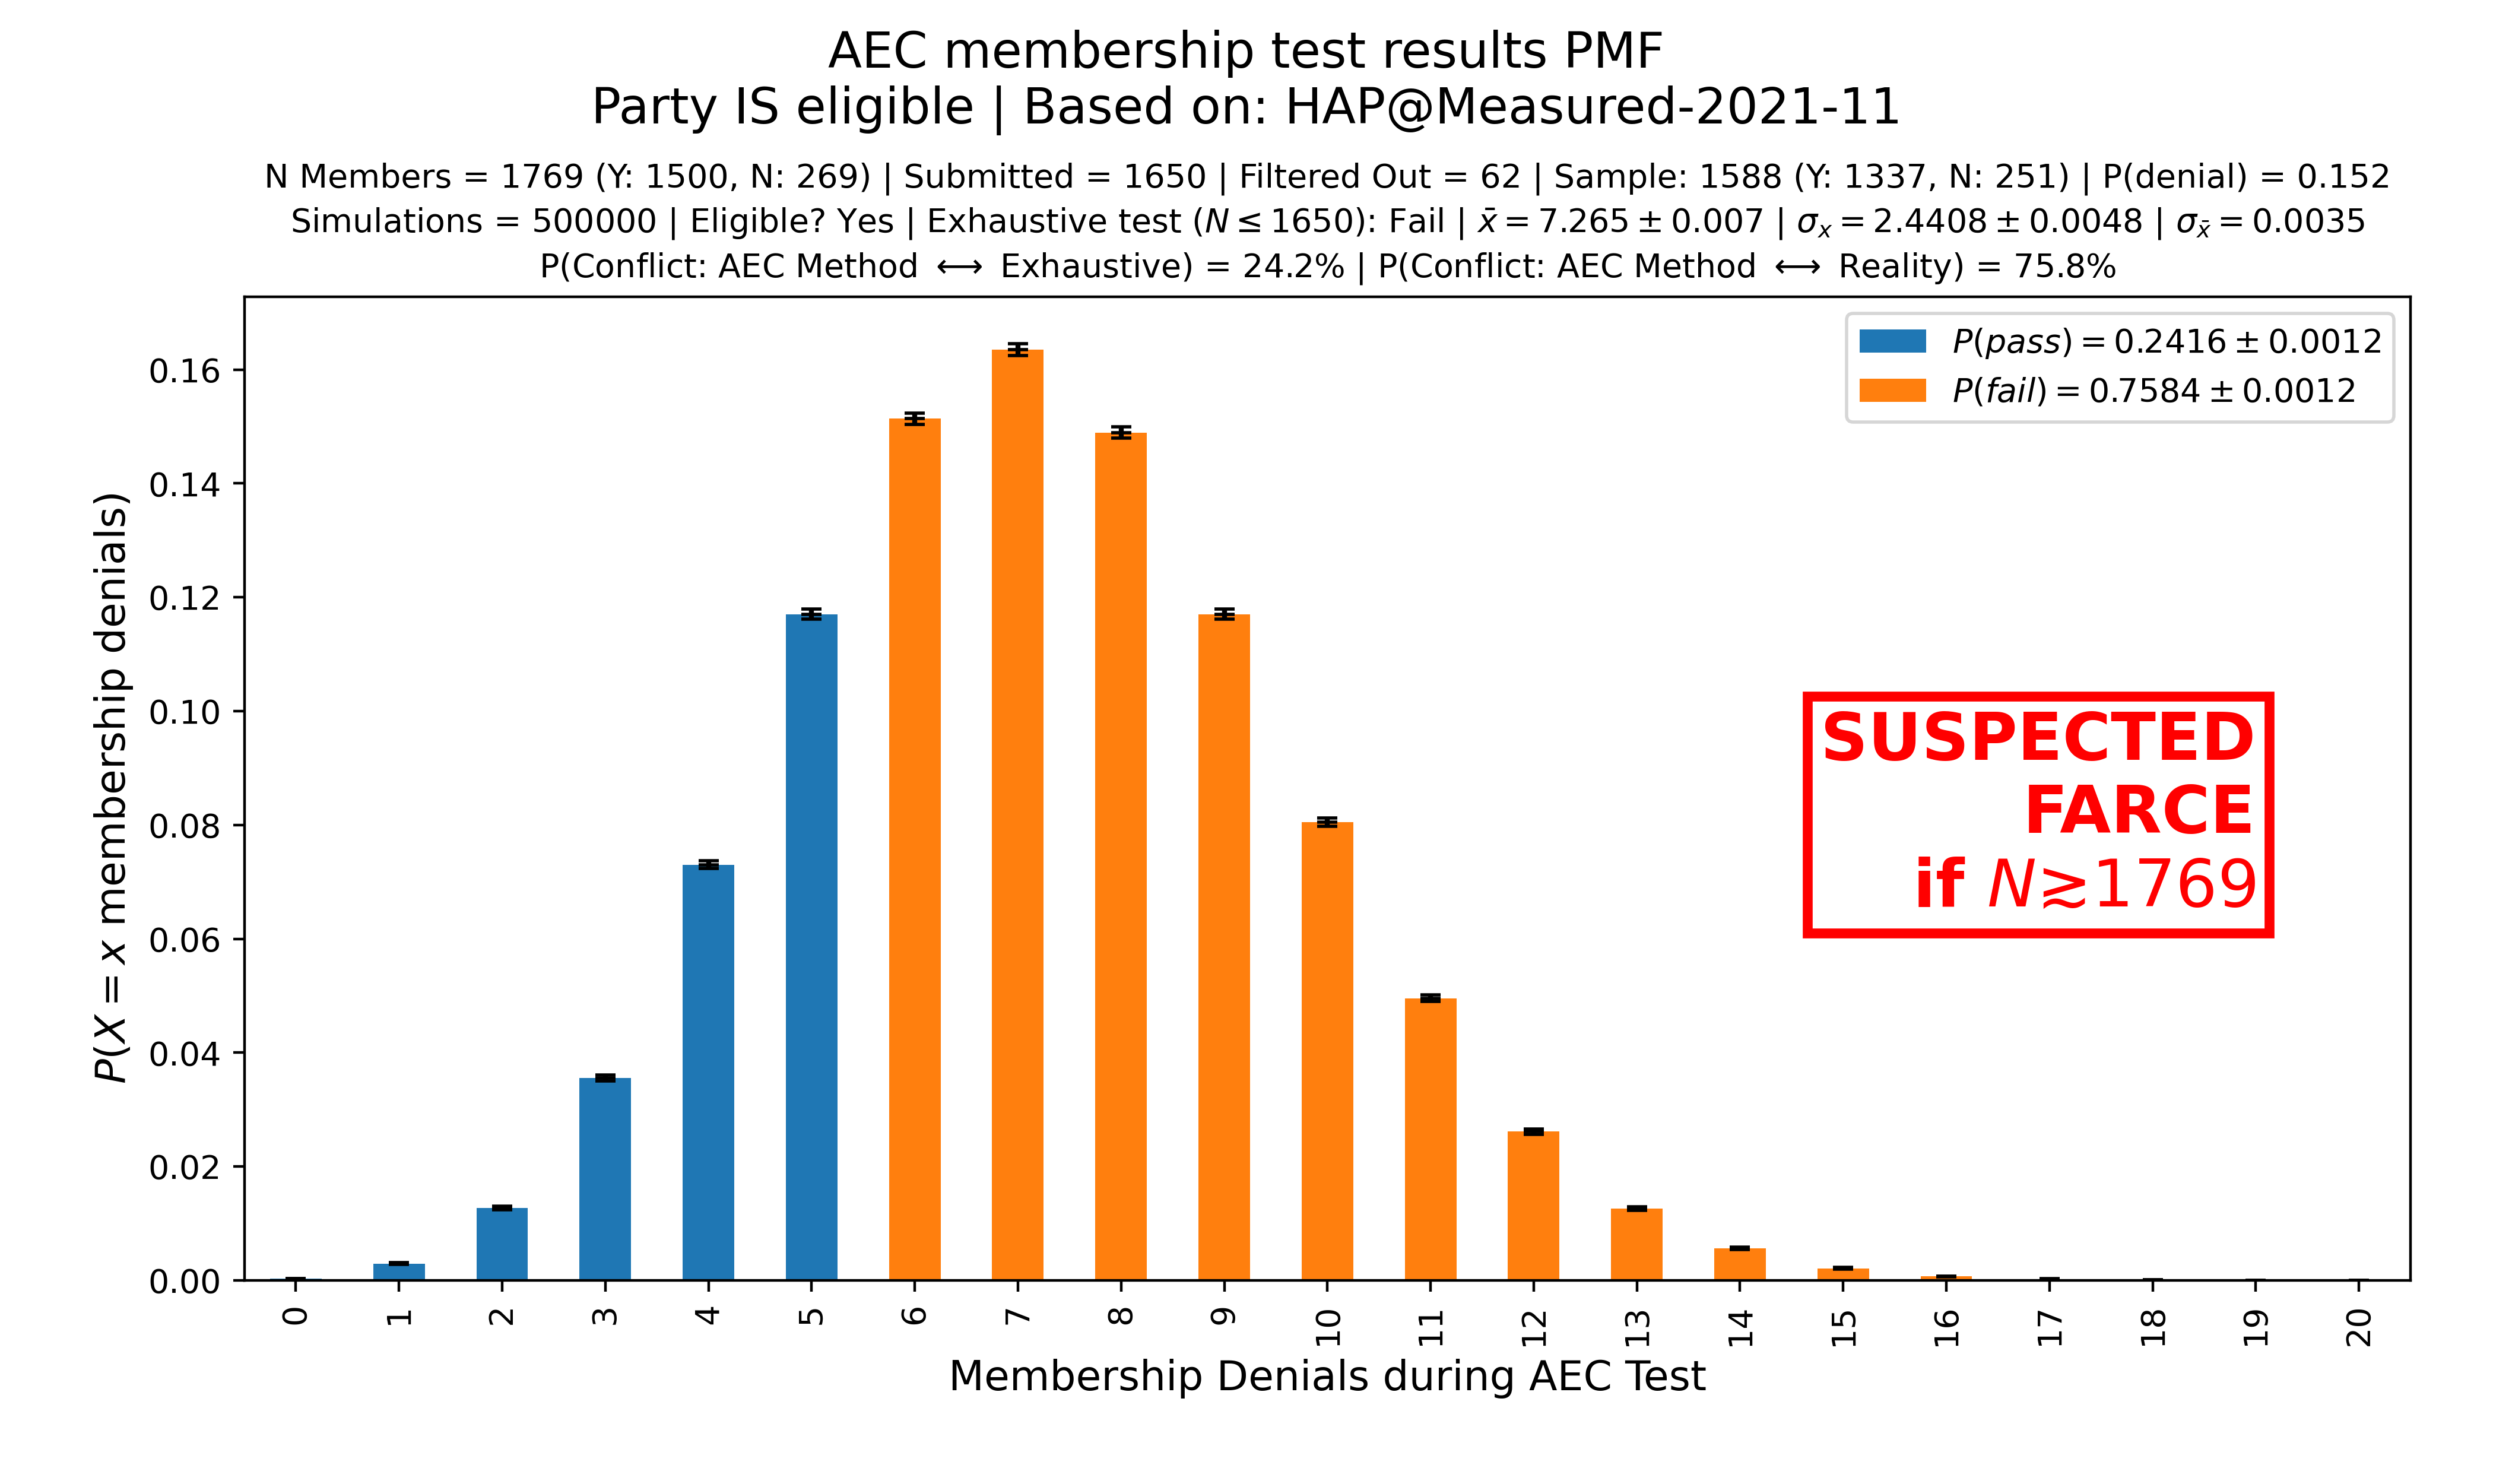 AEC membership test results PMF
Party IS eligible | Based on: HAP@Measured-2021-11
N Members = 1769 (Y: 1500, N: 269) | Submitted = 1650 | Filtered Out = 62 | Sample: 1588 (Y: 1337, N: 251) | P(denial) = 0.152
Simulations = 500000 | Eligible? Yes | Exhaustive test (N ≤ 1650): Fail | x̄ = 7.265 ± 0.007 | σₓ = 2.4408 ± 0.0048 | σ_x̄ = 0.0035
P(Conflict: AEC Method ⟷ Exhaustive) = 24.2% | P(Conflict: AEC Method ⟷ Reality) = 75.8%
P(pass) = 0.2416 ± 0.0012
P(fail) = 0.7584 ± 0.0012
P(X = x membership denials)
0.16
0.14
0.12
0.10
0.08
0.06
0.04
0.02
0.00
SUSPECTED
FARCE
if N⪆1769
0 1 2 3 4 5 6 7 8 9 10 11 12 13 14 15 16 17 18 19 20
Membership Denials during AEC Test